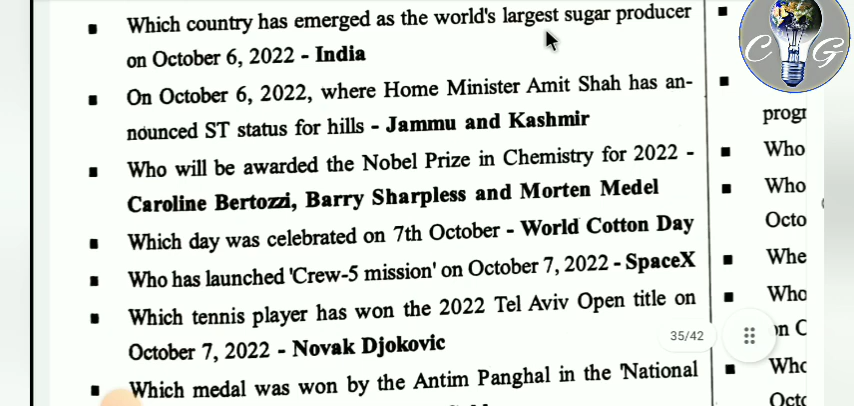 Which country has emerged as the world's largest sugar producer
on October 6, 2022 - India
On October 6, 2022, where Home Minister Amit Shah has an-
nounced ST status for hills - Jammu and Kashmir
Who will be awarded the Nobel Prize in Chemistry for 2022 -
Caroline Bertozzi, Barry Sharpless and Morten Medel
Which day was celebrated on 7th October - World Cotton Day
Who has launched 'Crew-5 mission' on October 7, 2022 - SpaceX
Which tennis player has won the 2022 Tel Aviv Open title on
October 7, 2022 - Novak Djokovic
Which medal was won by the Antim Panghal in the 'National
C G
progr
Who
Who
Octo
Whe
Who
on C
Who
Octo
35/42